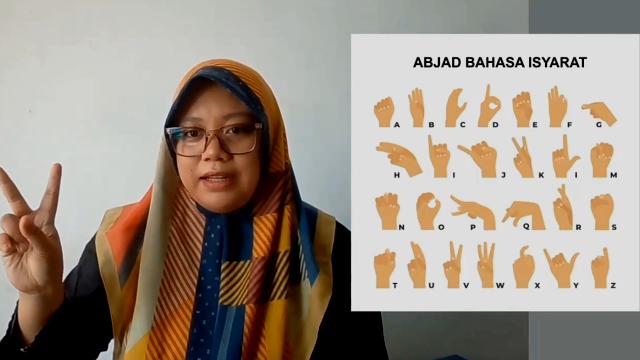 ABJAD BAHASA ISYARAT
A B C D E F G
H I J K L M
N O P Q R S
T U V W X Y Z